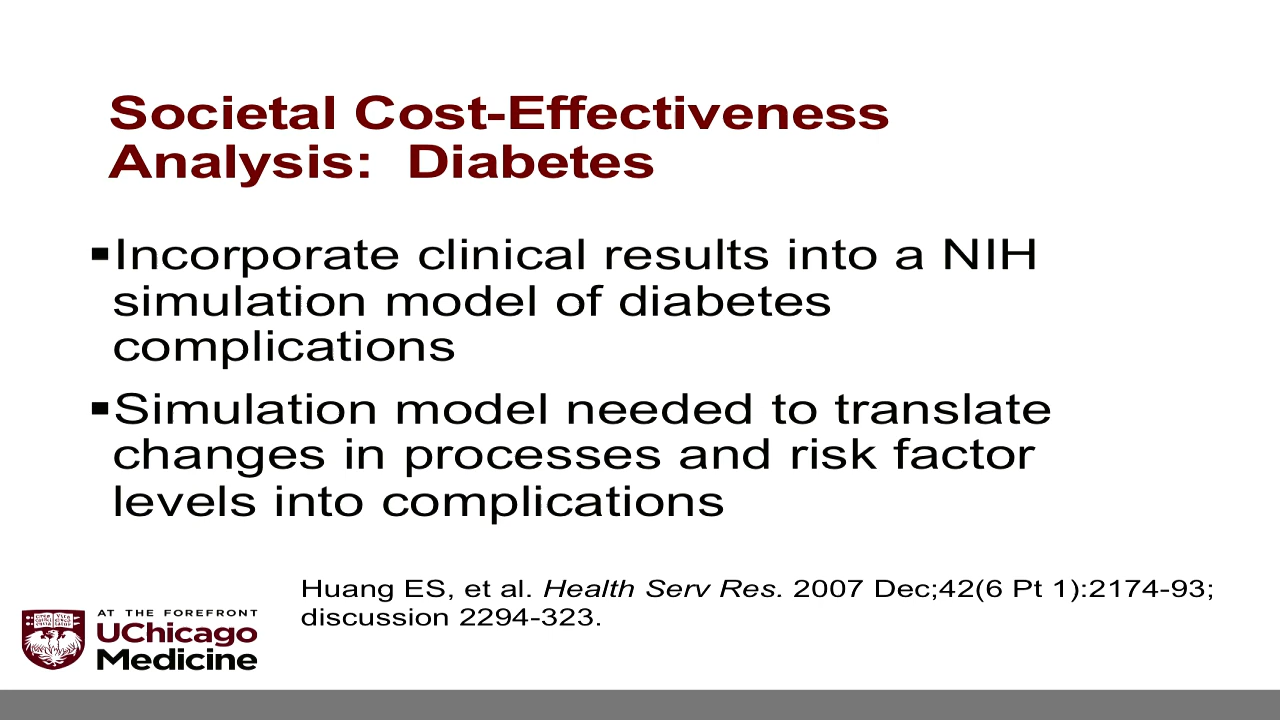 Societal Cost-Effectiveness
Analysis: Diabetes
▪Incorporate clinical results into a NIH
simulation model of diabetes
complications
▪Simulation model needed to translate
changes in processes and risk factor
levels into complications
Huang ES, et al. Health Serv Res. 2007 Dec;42(6 Pt 1):2174-93;
discussion 2294-323.
AT THE FOREFRONT
UChicago
Medicine